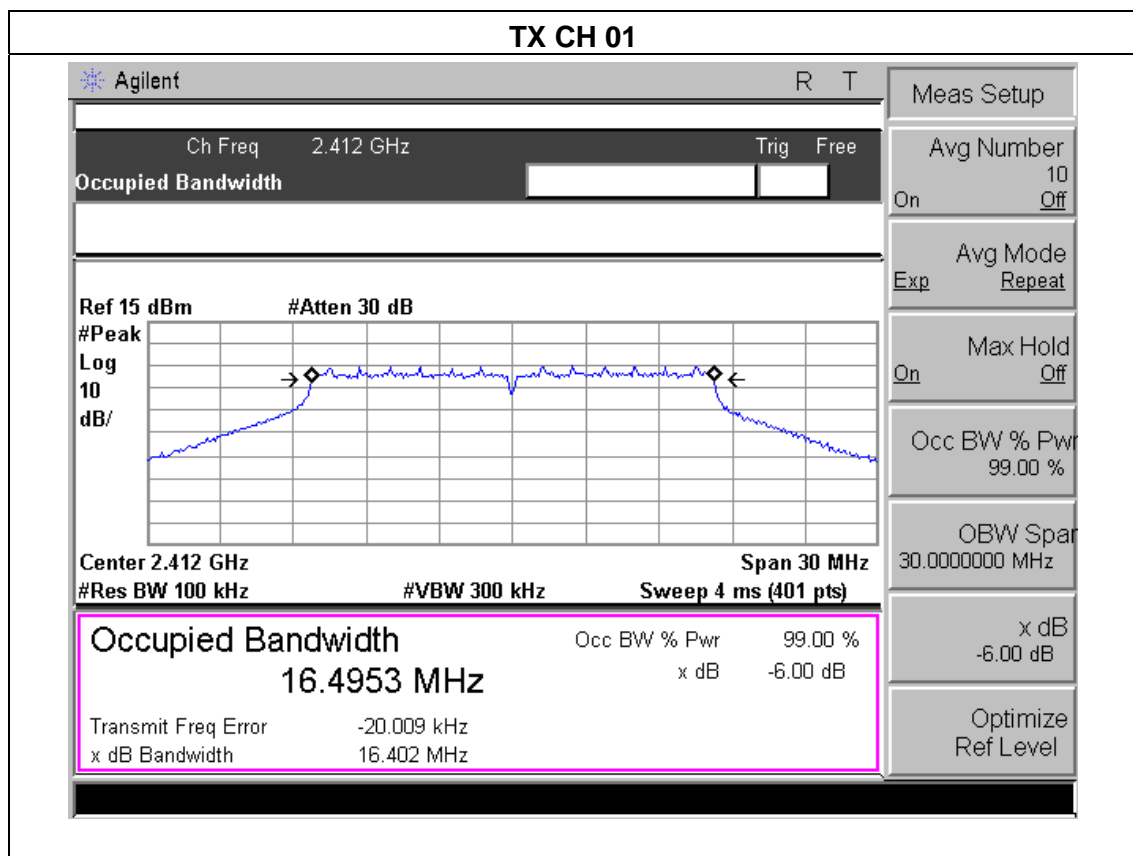 TX CH 01
Agilent R T
Ch Freq 2.412 GHz Trig Free
Occupied Bandwidth
Ref 15 dBm #Atten 30 dB
#Peak
Log
10
dB/
Center 2.412 GHz Span 30 MHz
#Res BW 100 kHz #VBW 300 kHz Sweep 4 ms (401 pts)
Occupied Bandwidth Occ BW % Pwr 99.00 %
16.4953 MHz x dB -6.00 dB
Transmit Freq Error -20.009 kHz
x dB Bandwidth 16.402 MHz
Meas Setup
Avg Number
10
On Off
Avg Mode
Exp Repeat
Max Hold
On Off
Occ BW % Pwr
99.00 %
OBW Spar
30.0000000 MHz
x dB
-6.00 dB
Optimize
Ref Level